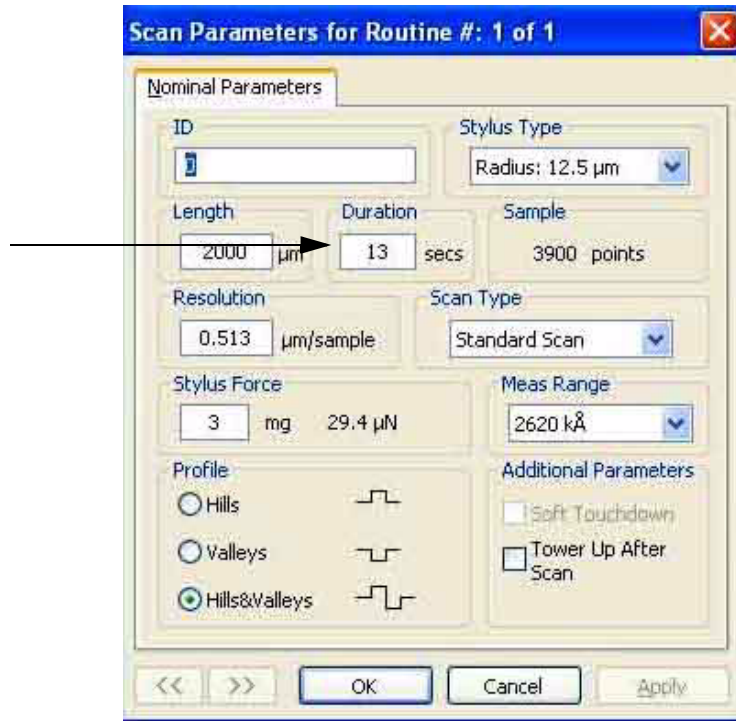 Scan Parameters for Routine #: 1 of 1
Nominal Parameters
ID
Stylus Type
Radius: 12.5 µm
Length
Duration
Sample
2000 µm
13 secs
3900 points
Resolution
Scan Type
0.513 µm/sample
Standard Scan
Stylus Force
Meas Range
3 mg 29.4 µN
2620 kÅ
Profile
Additional Parameters
Hills
Soft Touchdown
Valleys
Tower Up After
Scan
Hills&Valleys
<< >> OK Cancel Apply